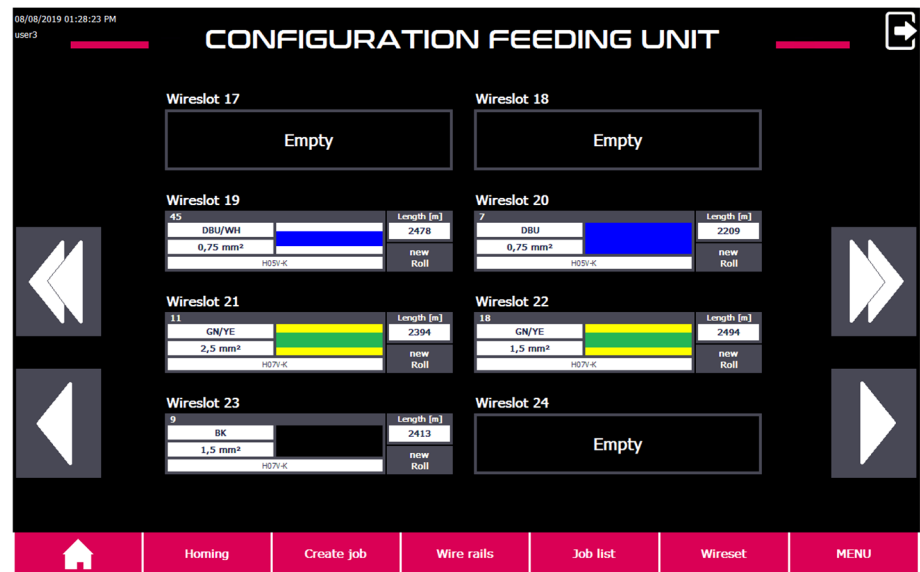 08/08/2019 01:28:23 PM
user3
CONFIGURATION FEEDING UNIT
Wireslot 17
Empty
Wireslot 18
Empty
Wireslot 19
45
Length [m]
DBU/WH
2478
0,75 mm²
new
Roll
H05V-K
Wireslot 20
7
Length [m]
DBU
2209
0,75 mm²
new
Roll
H05V-K
Wireslot 21
11
Length [m]
GN/YE
2394
2,5 mm²
new
Roll
H07V-K
Wireslot 22
18
Length [m]
GN/YE
2494
1,5 mm²
new
Roll
H07V-K
Wireslot 23
9
Length [m]
BK
2413
1,5 mm²
new
Roll
H07V-K
Wireslot 24
Empty
Homing
Create job
Wire rails
Job list
Wireset
MENU